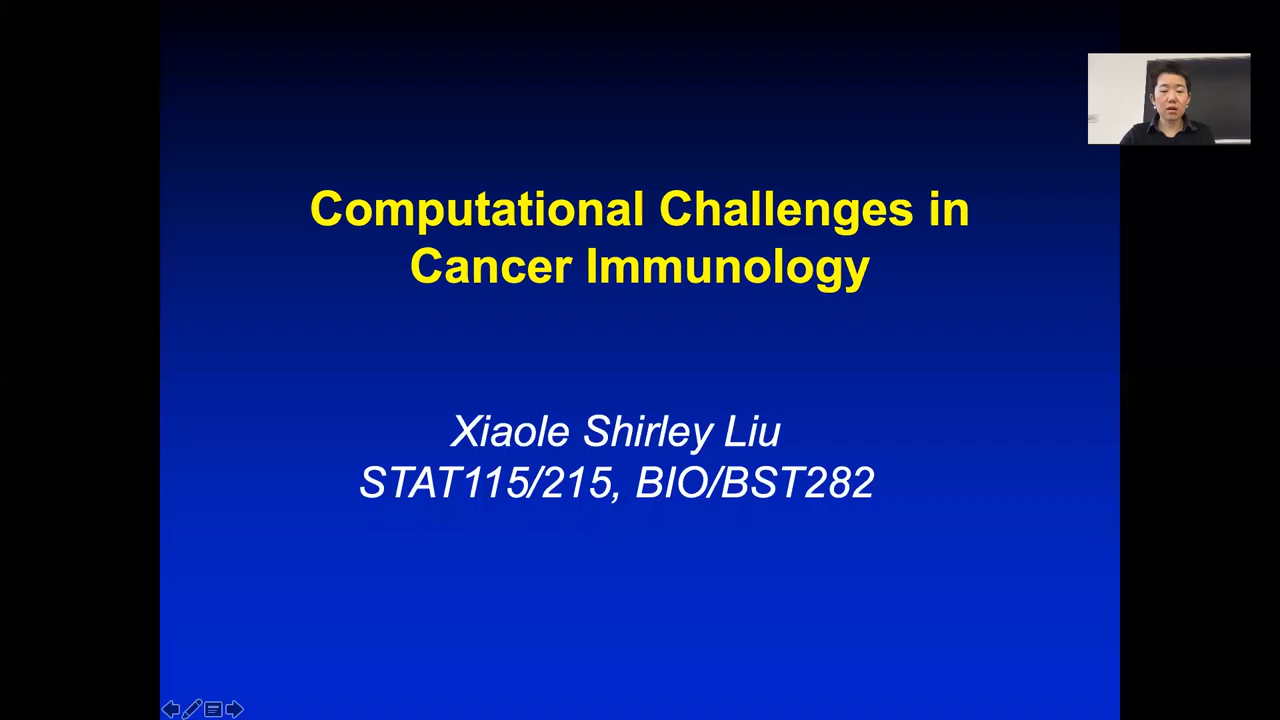 Computational Challenges in
Cancer Immunology
Xiaole Shirley Liu
STAT115/215, BIO/BST282